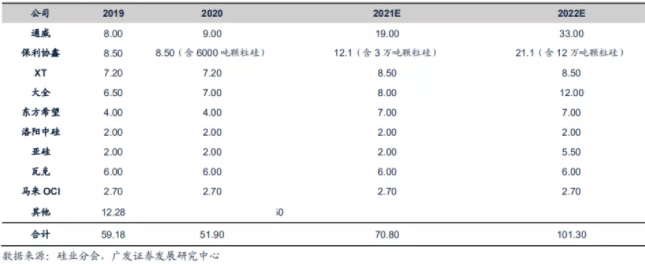 公司 2019 2020 2021E 2022E
通威 8.00 9.00 19.00 33.00
保利协鑫 8.50 8.50（含 6000 吨颗粒硅） 12.1（含 3 万吨颗粒硅） 21.1（含 12 万吨颗粒硅）
XT 7.20 7.20 8.50 8.50
大全 6.50 7.00 8.00 12.00
东方希望 4.00 4.00 7.00 7.00
洛阳中硅 2.00 2.00 2.00 2.00
亚硅 2.00 2.00 2.00 5.50
瓦克 6.00 6.00 6.00 6.00
马来 OCI 2.70 2.70 2.70 2.70
其他 12.28
合计 59.18 51.90 70.80 101.30
数据来源：硅业分会、广发证券发展研究中心